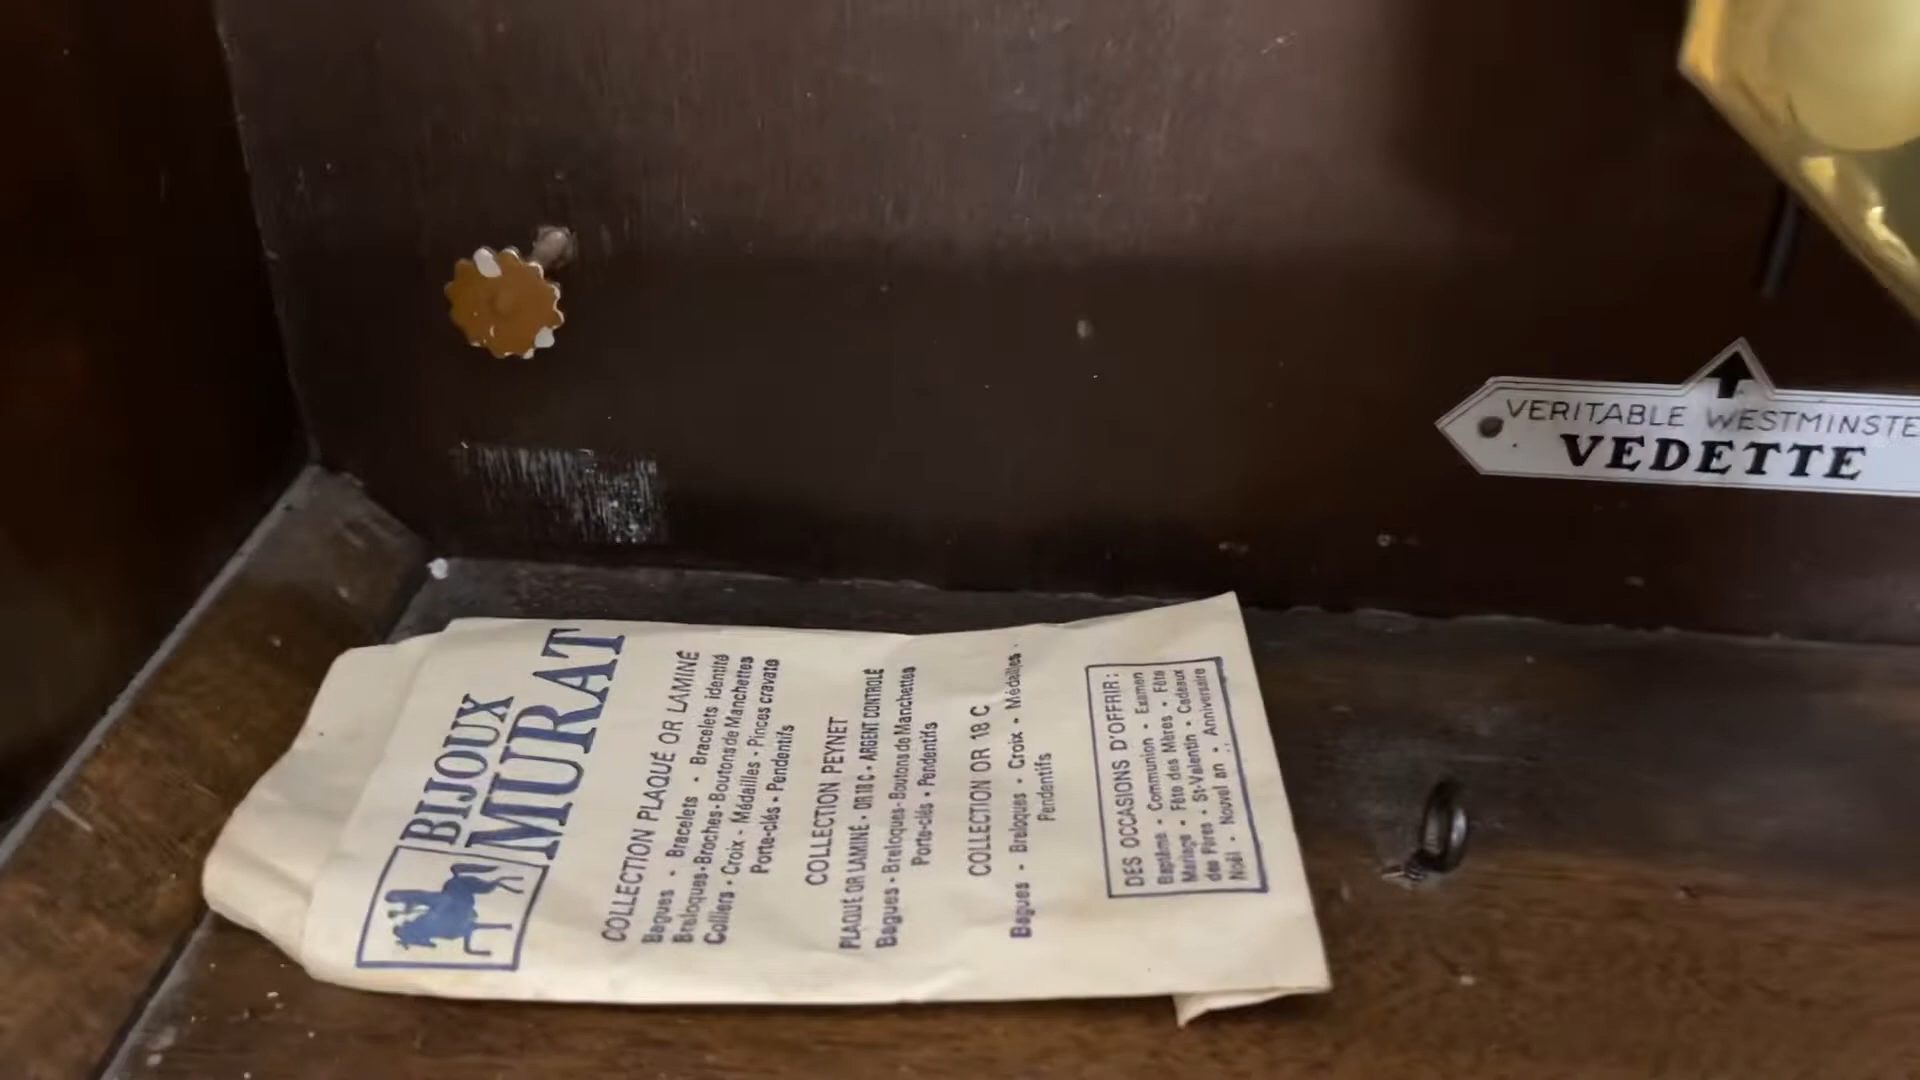 BIJOUX
MURAT
COLLECTION PLAQUÉ OR LAMINÉ
Bagues • Bracelets • Bracelets identité
Breloques • Broches • Boutons de Manchettes
Colliers • Croix • Médailles • Pinces cravate
Porte-clés • Pendentifs
COLLECTION PEYNET
PLAQUÉ OR LAMINÉ • OR 18 C • ARGENT CONTROLÉ
Bagues • Breloques • Boutons de Manchettes
Porte-clés • Pendentifs
COLLECTION OR 18 C
Bagues • Breloques • Croix • Médailles •
Pendentifs
DES OCCASIONS D'OFFRIR :
Baptême • Communion • Examen
Mariage • Fête des Mères • Fête
des Pères • St-Valentin • Cadeaux
Noël • Nouvel an • Anniversaire
VERITABLE WESTMINSTE
VEDETTE